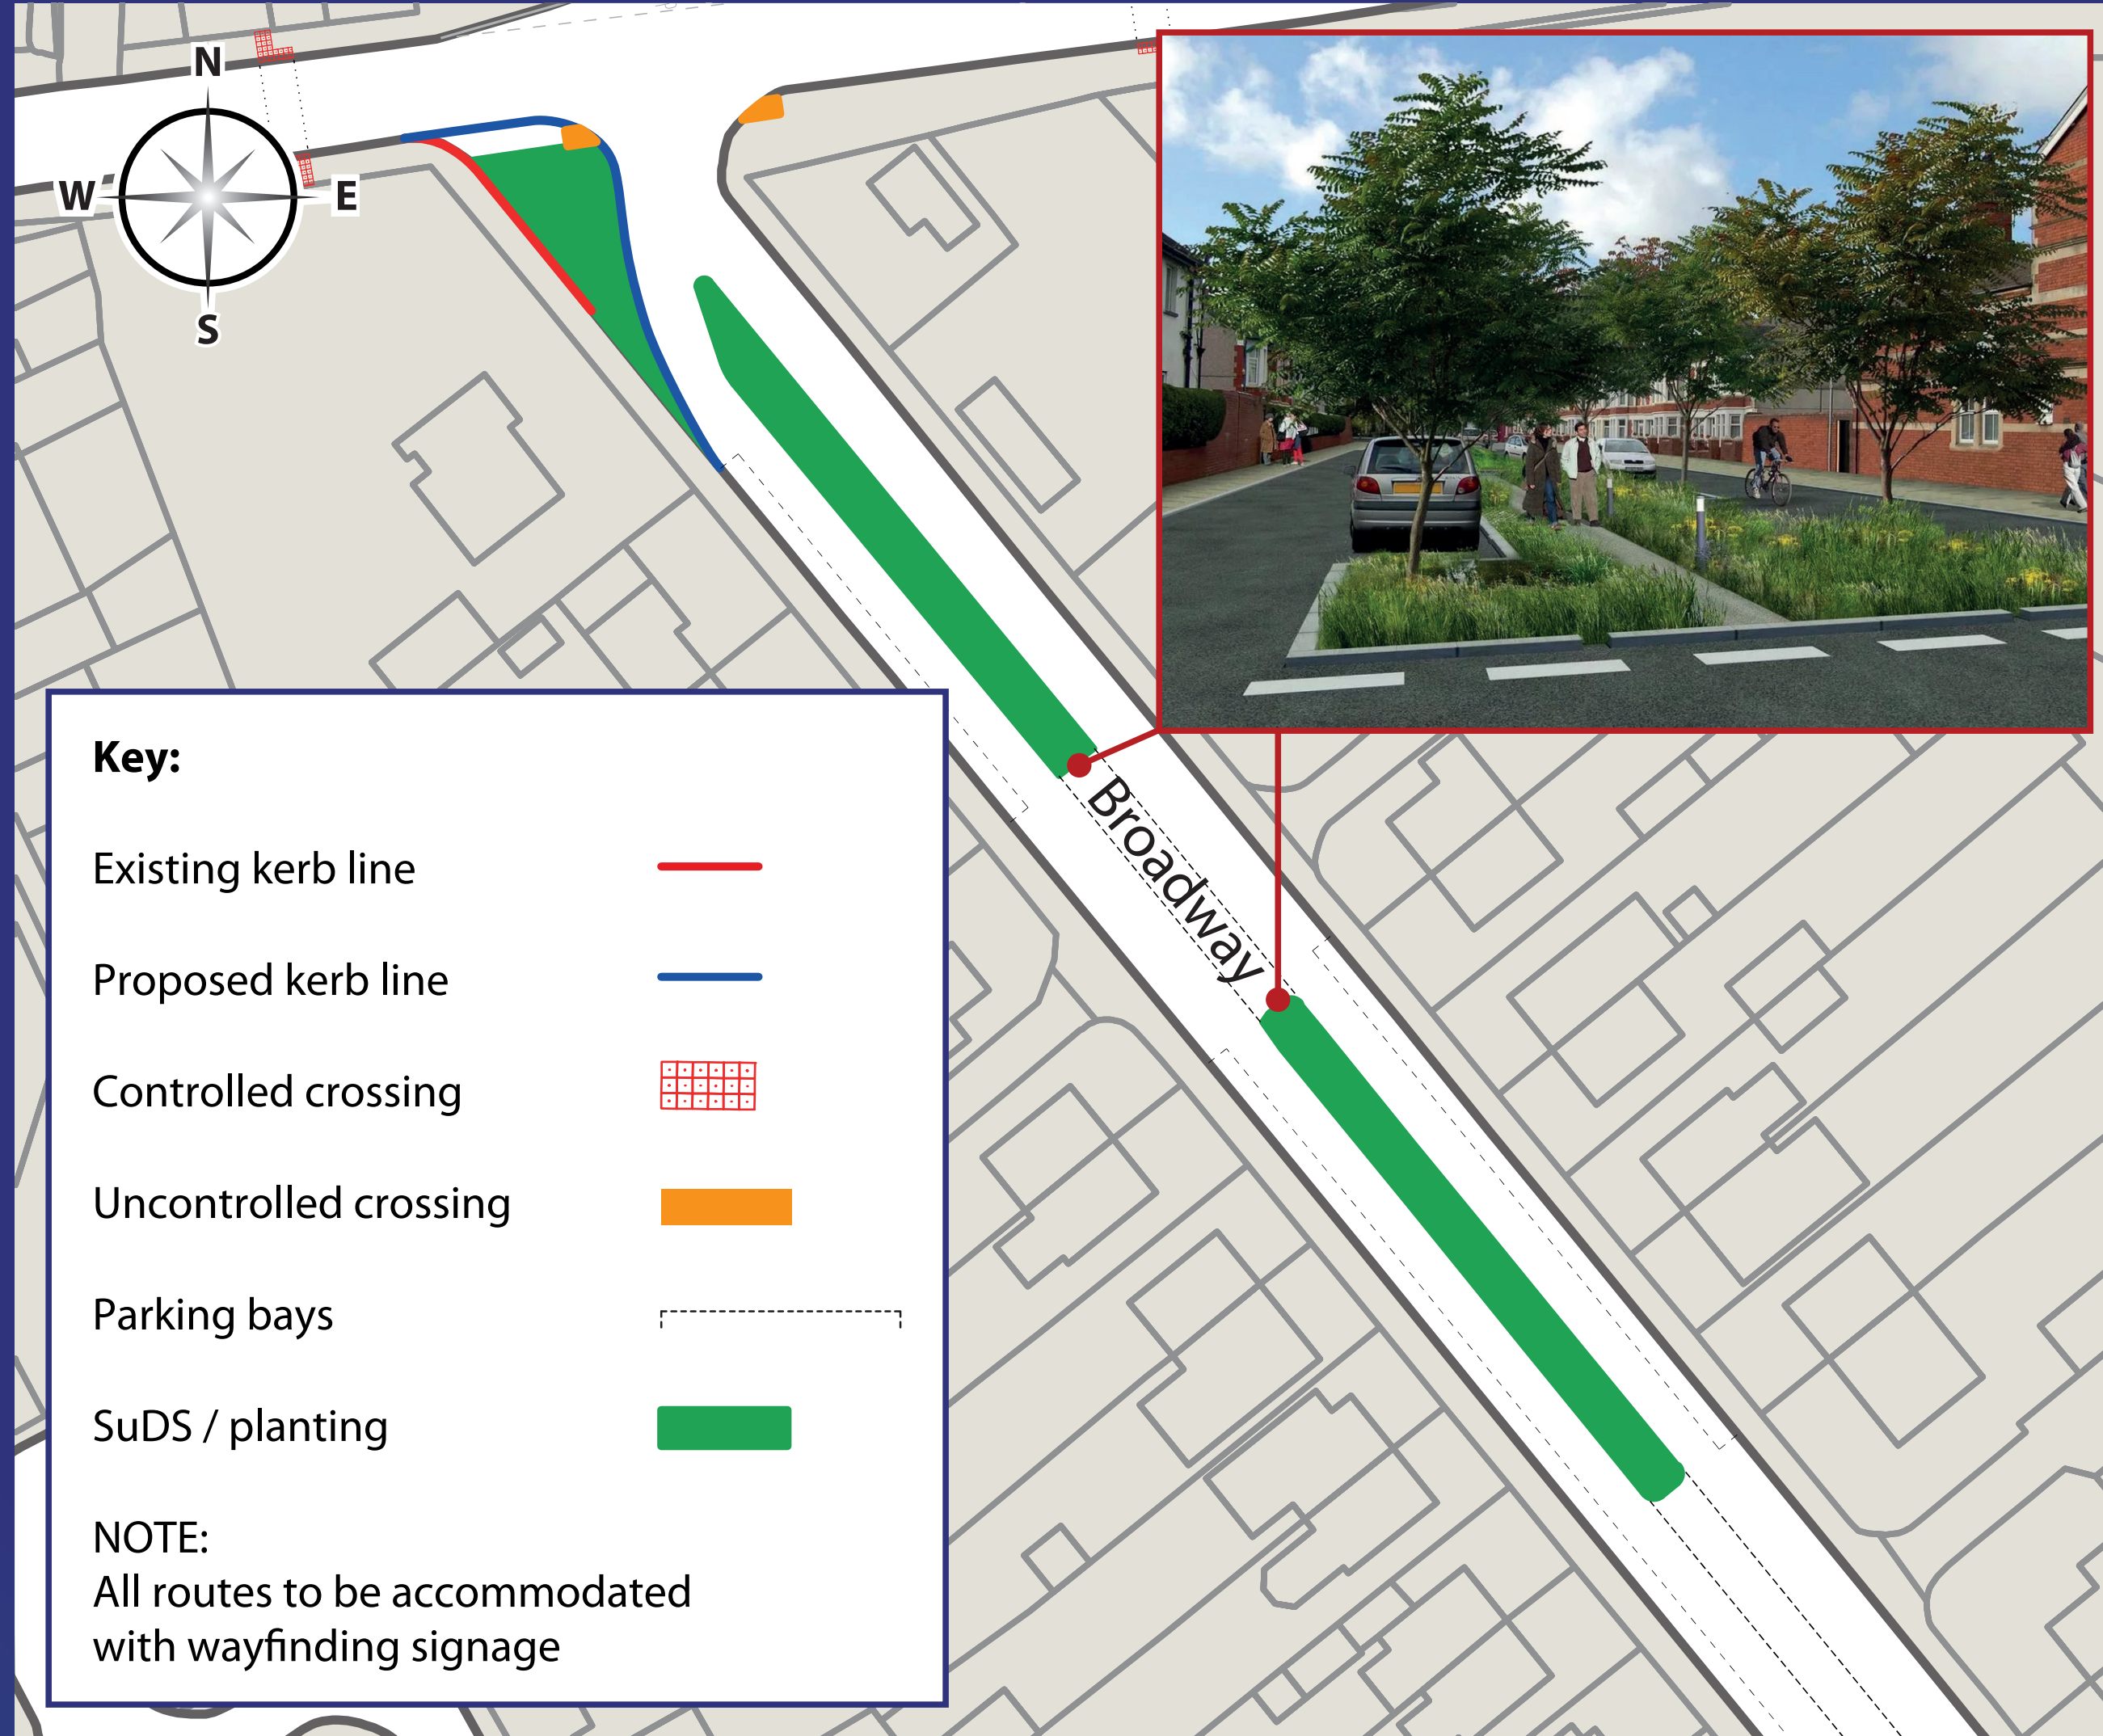 N
W
E
S
Broadway
Key:
Existing kerb line
Proposed kerb line
Controlled crossing
Uncontrolled crossing
Parking bays
SuDS / planting
NOTE:
All routes to be accommodated
with wayfinding signage